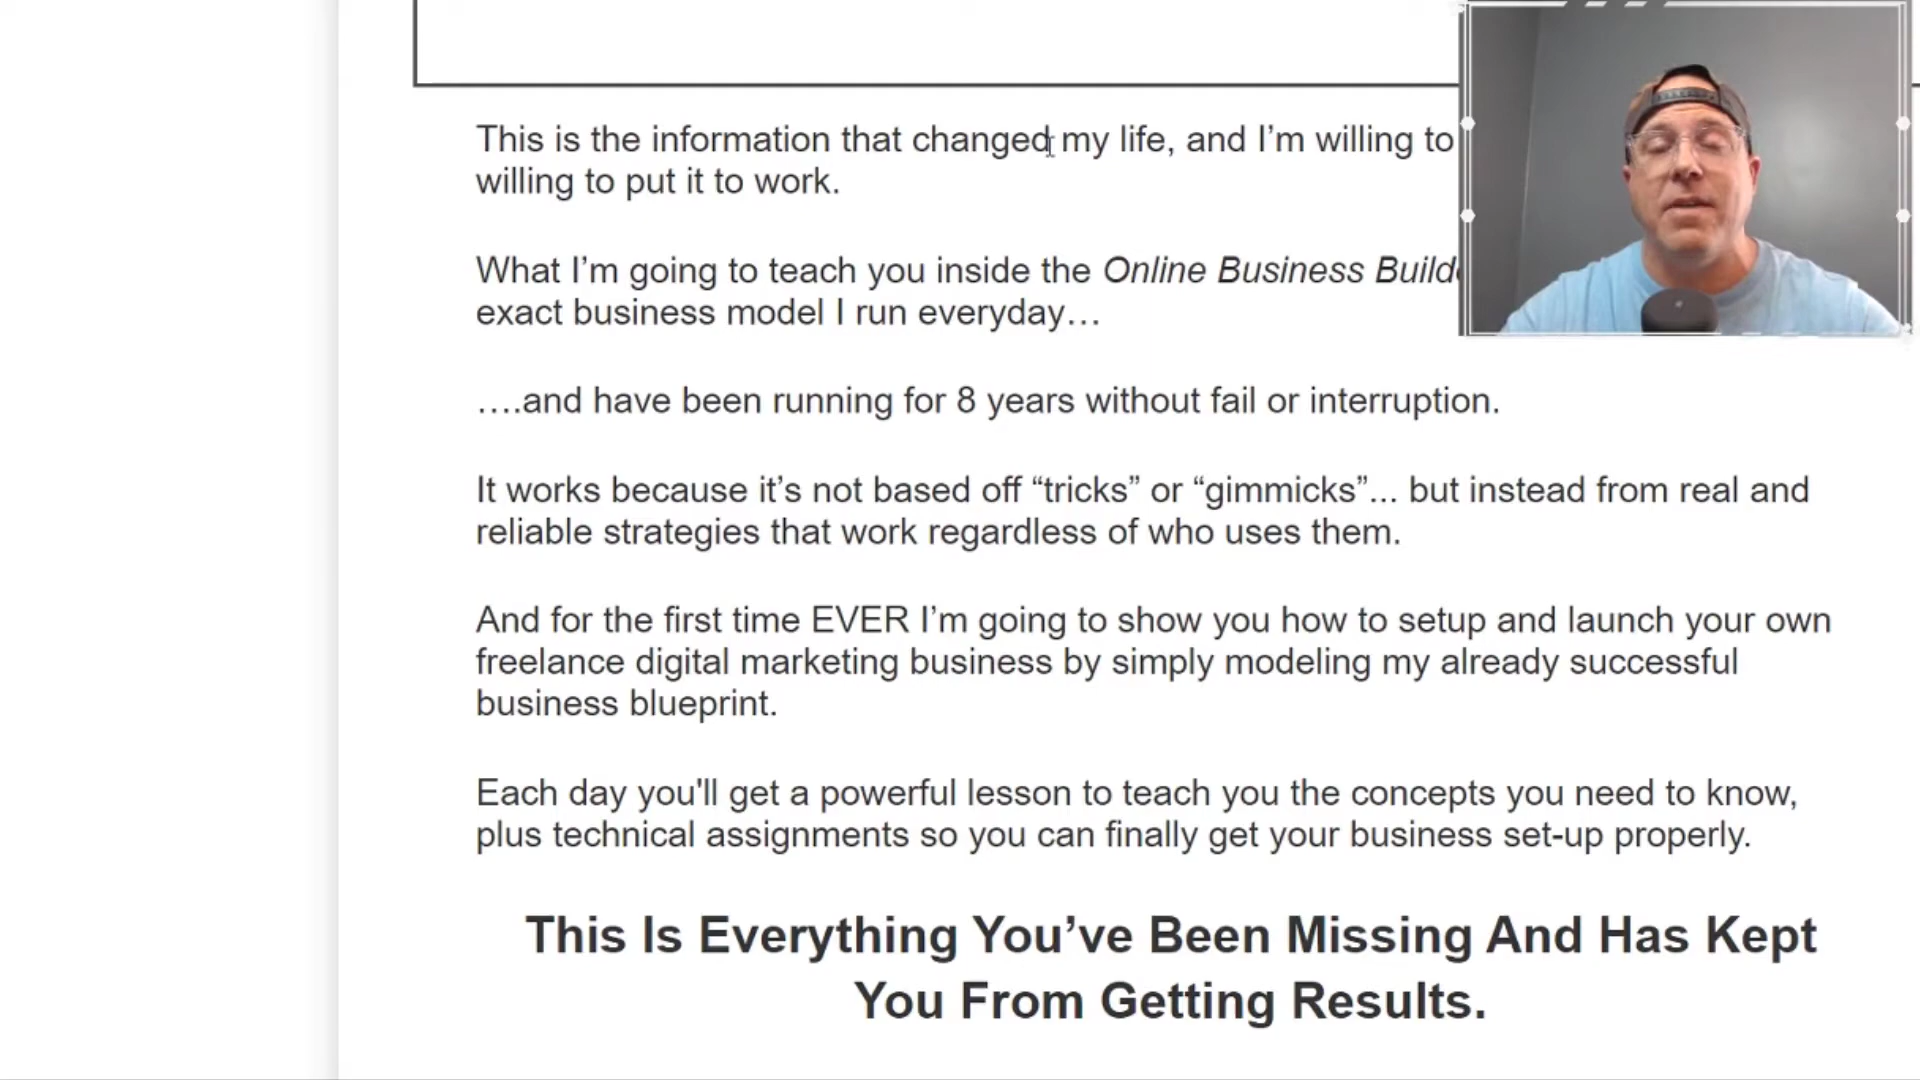 This is the information that changed my life, and I’m willing to
willing to put it to work.
What I’m going to teach you inside the Online Business
exact business model I run everyday…
….and have been running for 8 years without fail or interruption.
It works because it’s not based off “tricks” or “gimmicks”... but instead from real and
reliable strategies that work regardless of who uses them.
And for the first time EVER I’m going to show you how to setup and launch your own
freelance digital marketing business by simply modeling my already successful
business blueprint.
Each day you'll get a powerful lesson to teach you the concepts you need to know,
plus technical assignments so you can finally get your business set-up properly.
This Is Everything You’ve Been Missing And Has Kept
You From Getting Results.